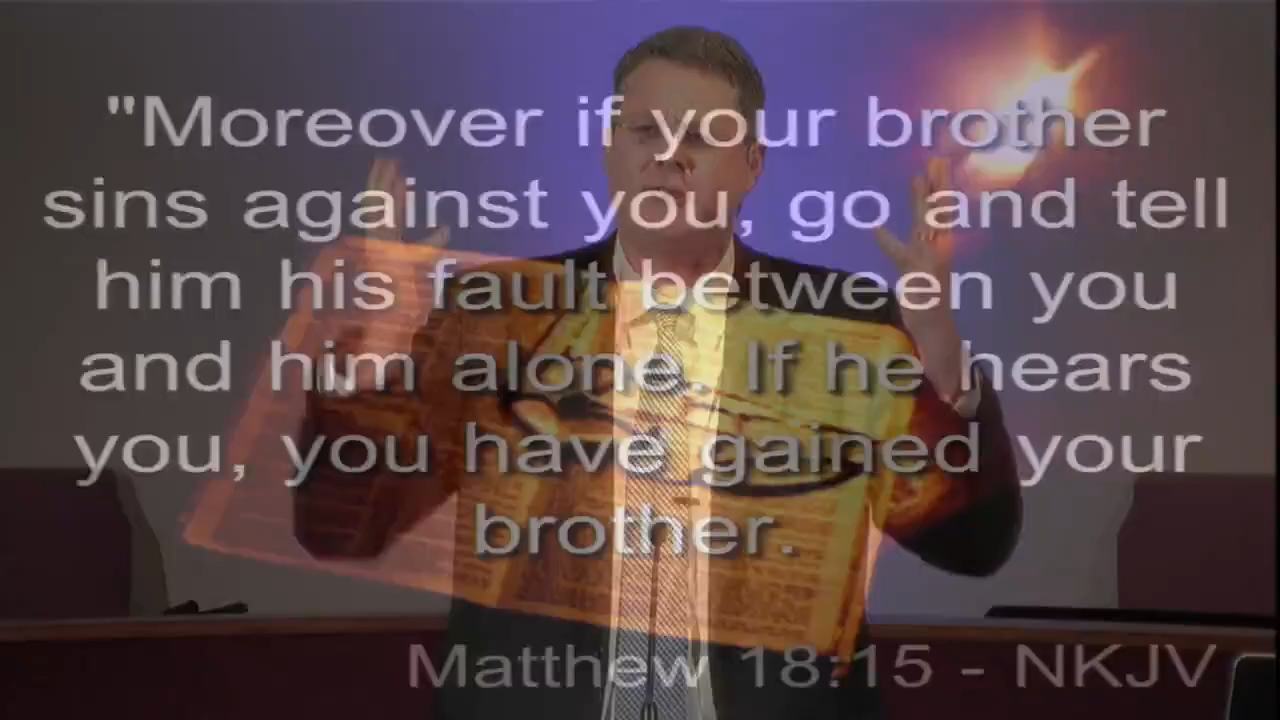 "Moreover if your brother
sins against you, go and tell
him his fault between you
and him alone. If he hears
you, you have gained your
brother.
Matthew 18:15 - NKJV